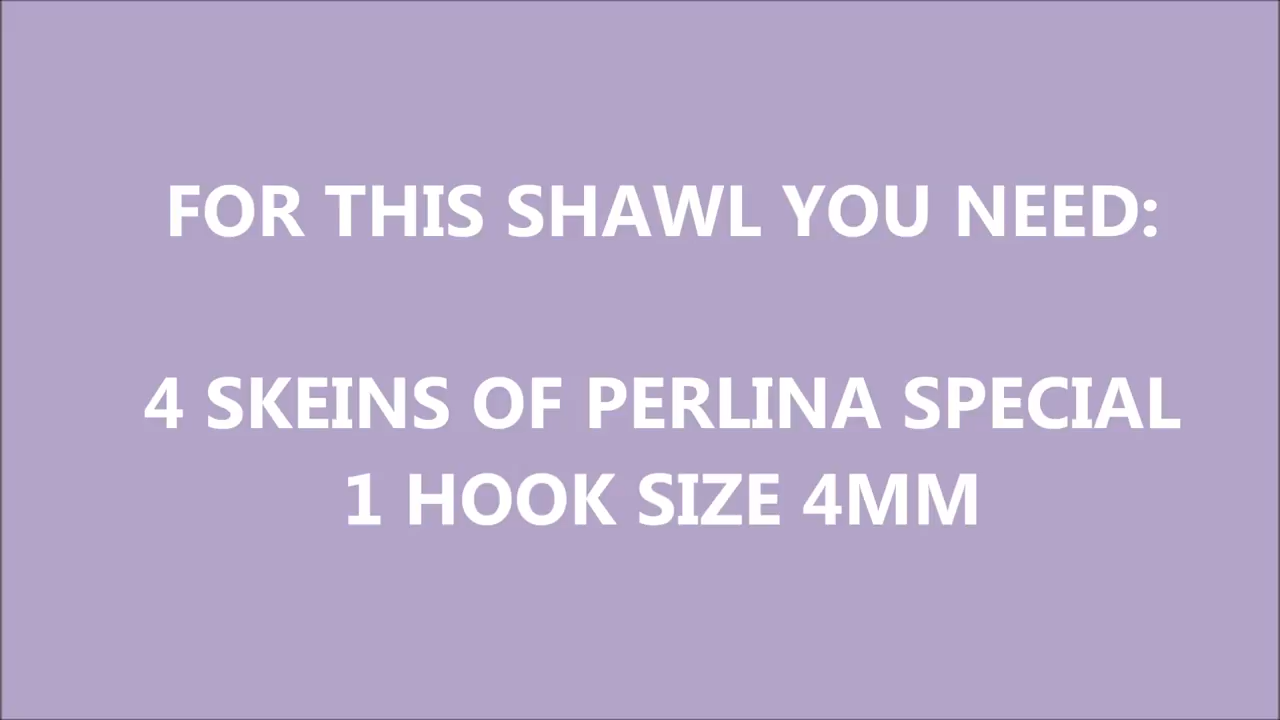 FOR THIS SHAWL YOU NEED:
4 SKEINS OF PERLINA SPECIAL
1 HOOK SIZE 4MM